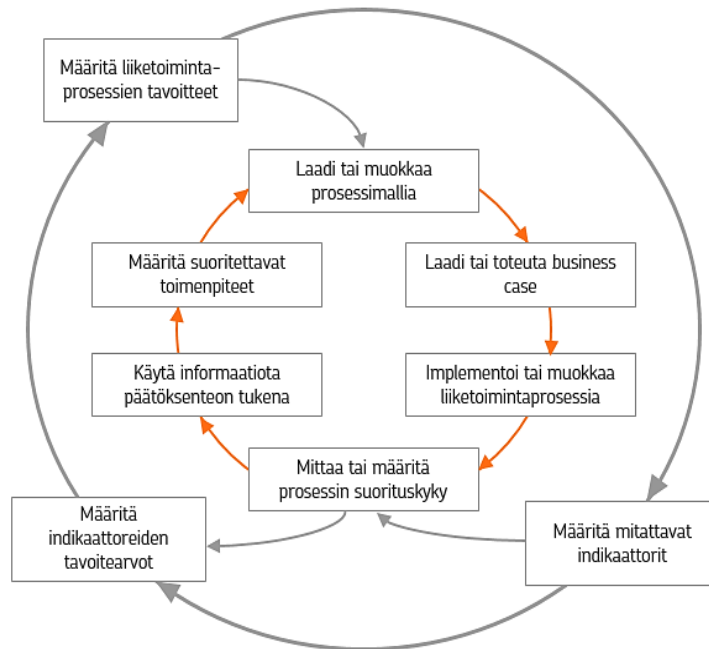 Määritä liiketoiminta-
prosessien tavoitteet
Laadi tai muokkaa
prosessimallia
Määritä suoritettavat
toimenpiteet
Laadi tai toteuta business
case
Käytä informaatiota
päätöksenteon tukena
Implementoi tai muokkaa
liiketoimintaprosessia
Mittaa tai määritä
prosessin suorituskyky
Määritä
indikaattoreiden
tavoitearvot
Määritä mitattavat
indikaattorit